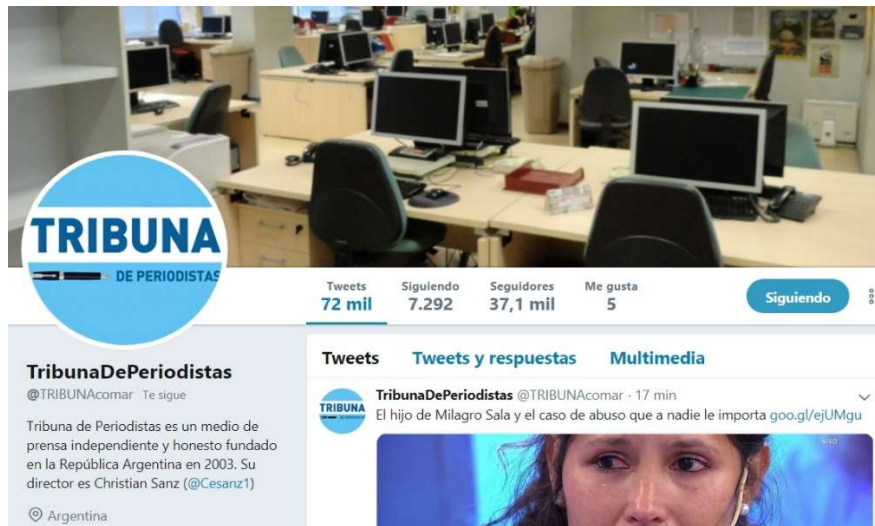 TRIBUNA
DE PERIODISTAS
Tweets
72 mil
Siguiendo
7.292
Seguidores
37,1 mil
Me gusta
5
Siguiendo
TribunaDePeriodistas
@TRIBUNAcomar Te sigue
Tribuna de Periodistas es un medio de
prensa independiente y honesto fundado
en la República Argentina en 2003. Su
director es Christian Sanz (@Cesanz1)
Argentina
Tweets Tweets y respuestas Multimedia
TRIBUNA
TribunaDePeriodistas @TRIBUNAcomar · 17 min
El hijo de Milagro Sala y el caso de abuso que a nadie le importa goo.gl/ejUMgu